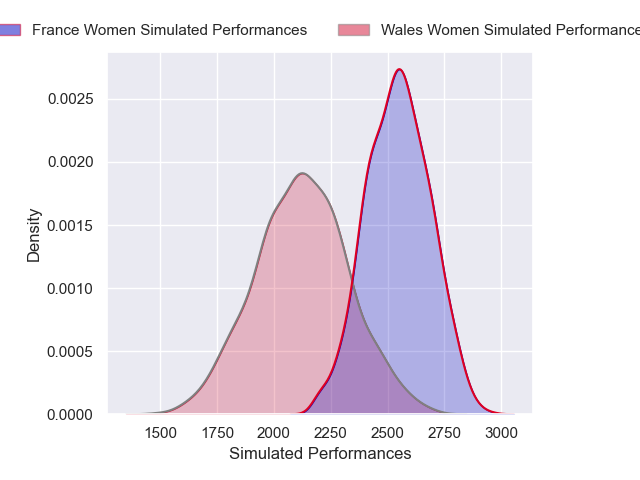 France Women Simulated Performances
Wales Women Simulated Performance
0.0025
0.0020
0.0015
0.0010
0.0005
0.0000
Density
1500 1750 2000 2250 2500 2750 3000
Simulated Performances